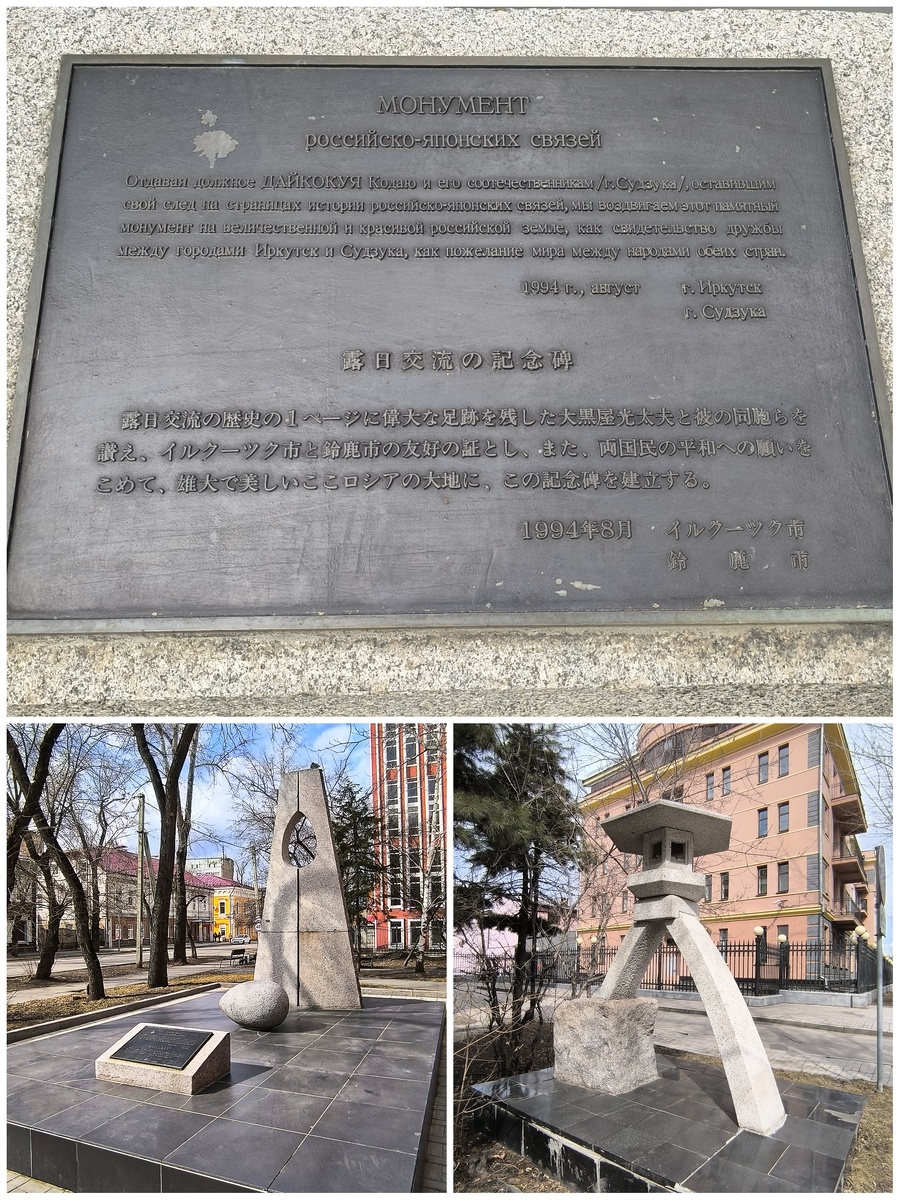 МОНУМЕНТ
российско-японских связей
Отдавая должное ДАЙКОКУЯ Кодаю и его соотечественникам /г.Судзука/, оставившим
свой след на страницах истории российско-японских связей, мы воздвигаем этот памятный
монумент на величественной и красивой российской земле, как свидетельство дружбы
между городами Иркутск и Судзука, как пожелание мира между народами обеих стран.
1994 г., август г. Иркутск
г. Судзука
露日交流の記念碑
露日交流の歴史の1ページに偉大な足跡を残した大黒屋光太夫と彼の同胞らを
讃え、イルクーツク市と鈴鹿市の友好の証とし、また、両国民の平和への願いを
こめて、雄大で美しいここロシアの大地に、この記念碑を建立する。
1994年8月 イルクーツク市
鈴鹿市